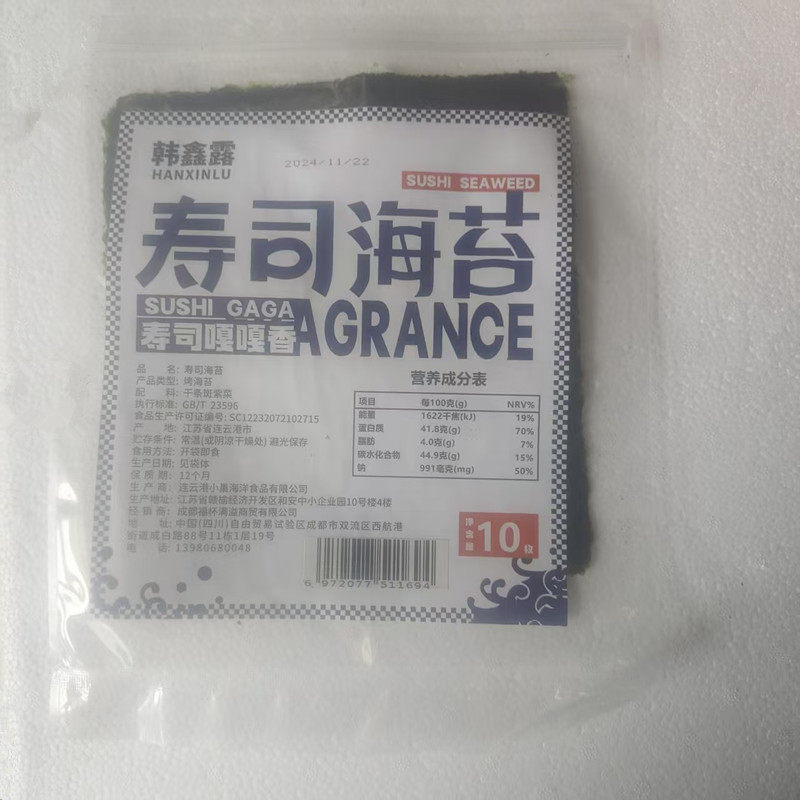 韩鑫露
HANXINLU
2024/11/22
SUSHI SEAWEED
寿司海苔
SUSHI GAGA
寿司嘎嘎香
AGRANCE
品 名: 寿司海苔
产品类型: 烤海苔
配 料: 干条斑紫菜
执行标准: GB/T 23596
食品生产许可证编号: SC12232072102715
产 地: 江苏省连云港市
贮存条件: 常温(或阴凉干燥处) 避光保存
食用方法: 开袋即食
生产日期: 见袋体
保 质 期: 12个月
生 产 商: 连云港小巢海洋食品有限公司
生产地址: 江苏省赣榆经济开发区和安中小企业园10号楼4楼
经 销 商: 成都福杯满溢商贸有限公司
地 址: 中国(四川)自由贸易试验区成都市双流区西航港
街道成白路88号11栋1层19号
电 话: 13980680048
营养成分表
项目 每100克(g) NRV%
能量 1622千焦(kJ) 19%
蛋白质 41.8克(g) 70%
脂肪 4.0克(g) 7%
碳水化合物 44.9克(g) 15%
钠 991毫克(mg) 50%
净含量 10枚
6 972077 511694